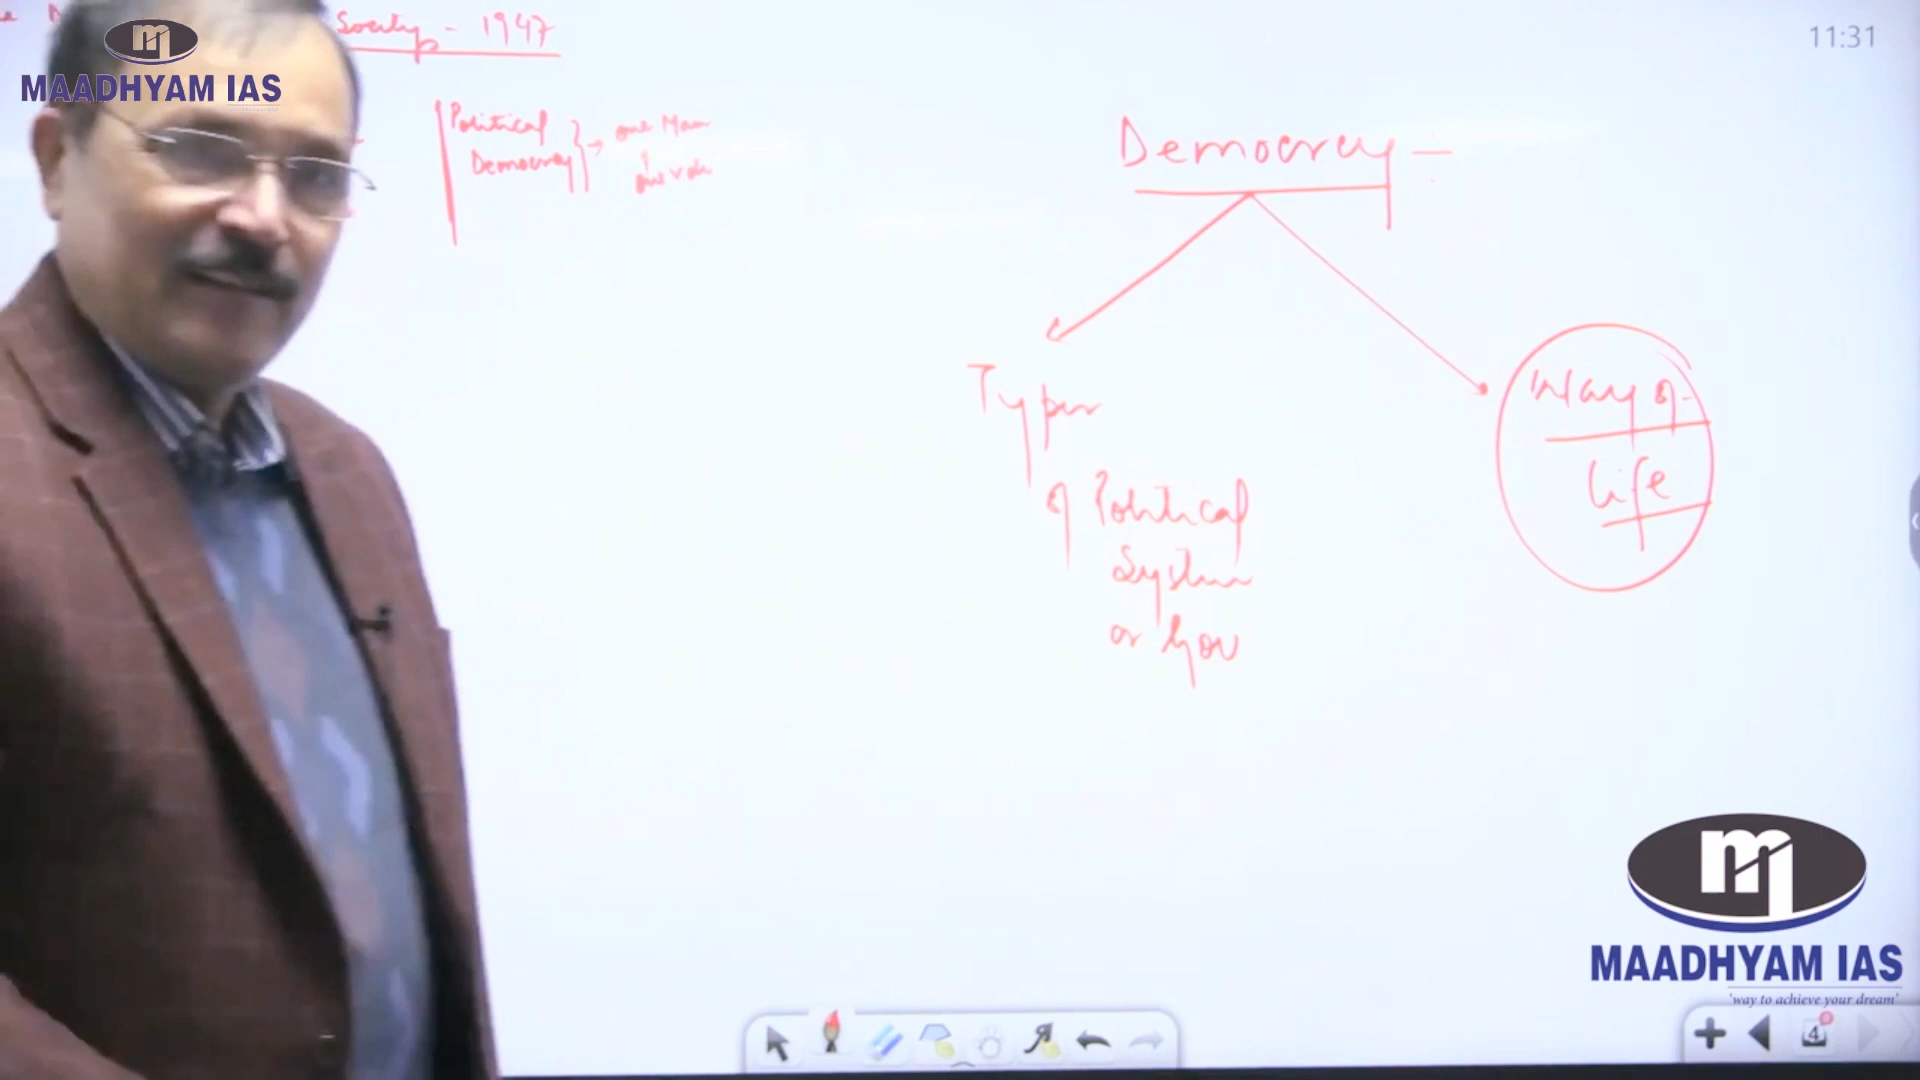 Society - 1947
11:31
MAADHYAM IAS
Political
Democracy
one Man
one vote
Democracy -
Types
of Political
System
or Gov
Way of
life
MAADHYAM IAS
'way to achieve your dream'
4